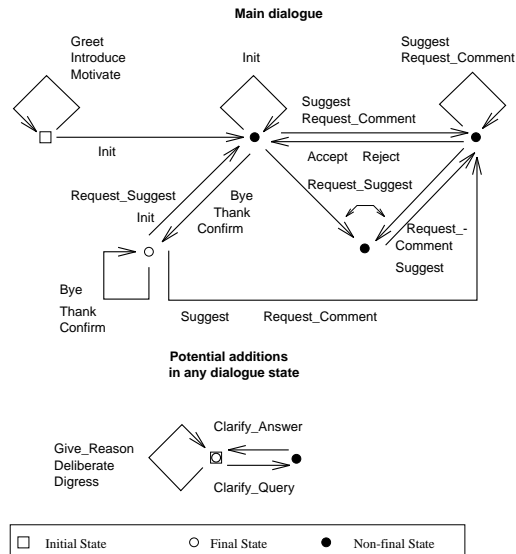 Main dialogue
Greet
Introduce
Motivate
Init
Suggest
Request_Comment
Suggest
Request_Comment
Init
Accept Reject
Request_Suggest
Request_Suggest
Init
Bye
Thank
Confirm
Request_-
Comment
Suggest
Bye
Thank
Confirm
Suggest Request_Comment
Potential additions
in any dialogue state
Clarify_Answer
Give_Reason
Deliberate
Digress
Clarify_Query
Initial State Final State Non-final State